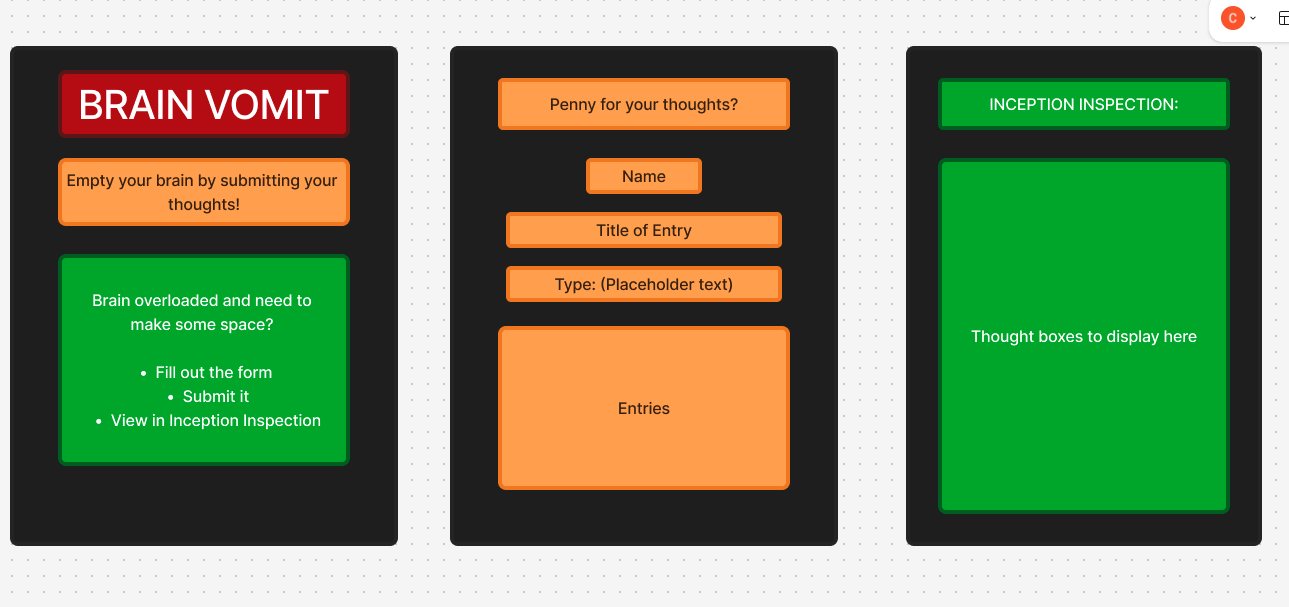 C
BRAIN VOMIT
Empty your brain by submitting your
thoughts!
Brain overloaded and need to
make some space?
• Fill out the form
• Submit it
• View in Inception Inspection
Penny for your thoughts?
Name
Title of Entry
Type: (Placeholder text)
Entries
INCEPTION INSPECTION:
Thought boxes to display here